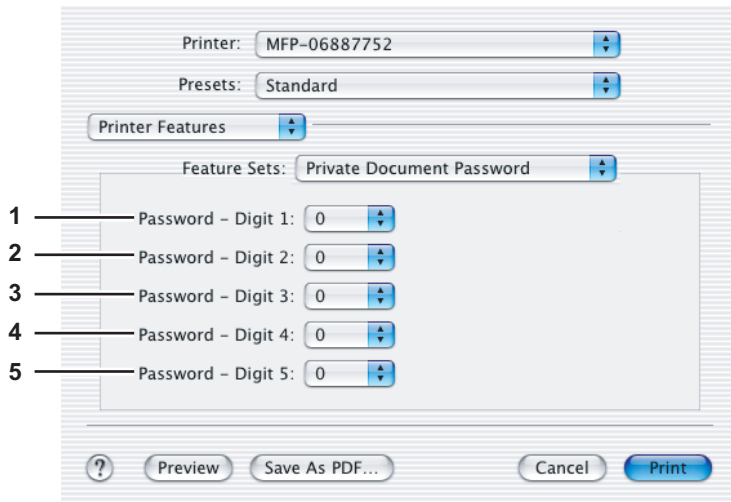 Printer: MFP-06887752
Presets: Standard
Printer Features
Feature Sets: Private Document Password
1 Password – Digit 1: 0
2 Password – Digit 2: 0
3 Password – Digit 3: 0
4 Password – Digit 4: 0
5 Password – Digit 5: 0
? Preview Save As PDF... Cancel Print